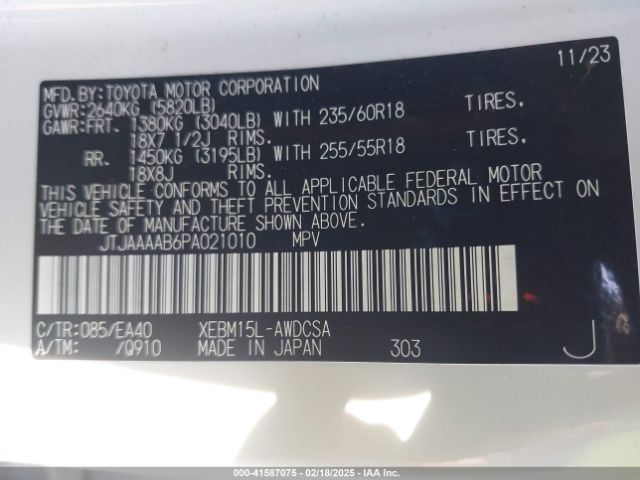 11/23
MFD.BY:TOYOTA MOTOR CORPORATION
GVWR:2640KG (5820LB)
GAWR:FRT. 1380KG (3040LB) WITH 235/60R18 TIRES.
18X7 1/2J RIMS.
RR. 1450KG (3195LB) WITH 255/55R18 TIRES.
18X8J RIMS.
THIS VEHICLE CONFORMS TO ALL APPLICABLE FEDERAL MOTOR
VEHICLE SAFETY AND THEFT PREVENTION STANDARDS IN EFFECT ON
THE DATE OF MANUFACTURE SHOWN ABOVE.
JTJAAAAB6PA021010 MPV
C/TR:085/EA40 XEBM15L-AWDCSA
A/TM: /Q910 MADE IN JAPAN 303 J
000-41587075 - 02/18/2025 - IAA Inc.